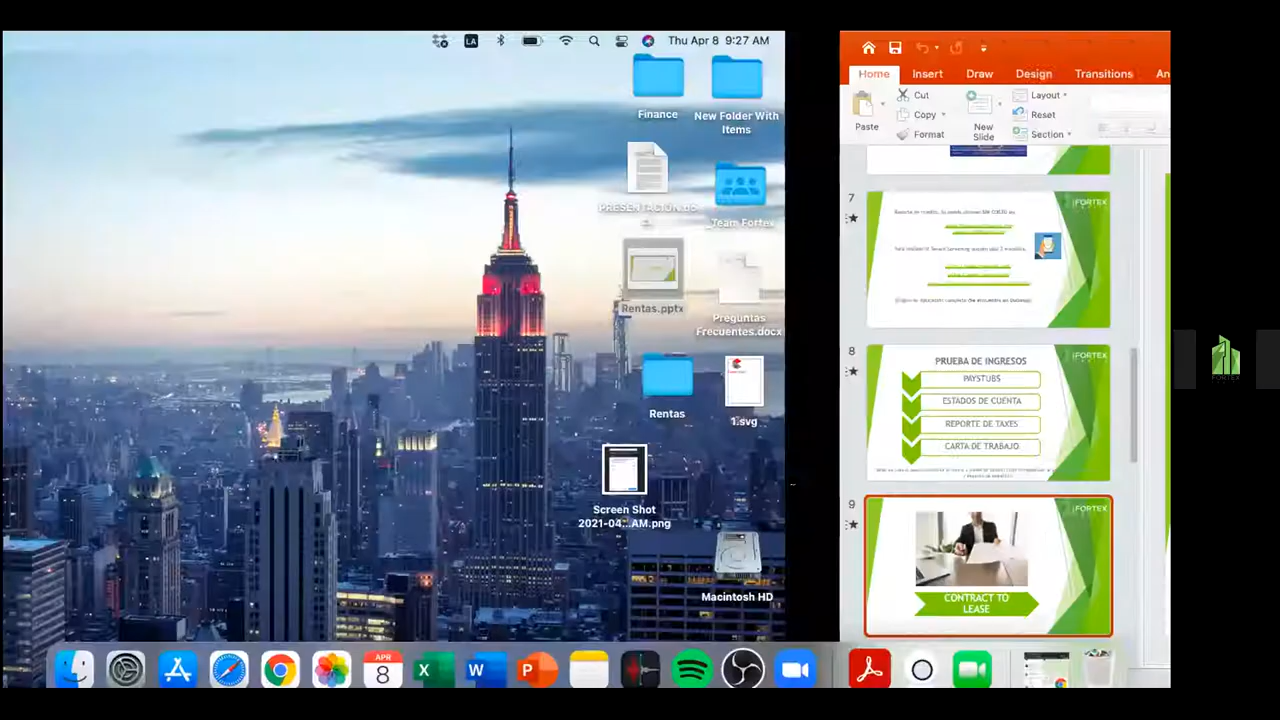 LA
Thu Apr 8 9:27 AM
Finance
New Folder With
Items
_Team Fortex
Rentas.pptx
Preguntas
Frecuentes.docx
Rentas
1.svg
Screen Shot
2021-04...AM.png
Macintosh HD
APR
8
Home
Insert
Draw
Design
Transitions
An
Paste
Cut
Copy
Format
New
Slide
Layout
Reset
Section
7
FORTEX
8
FORTEX
PRUEBA DE INGRESOS
PAYSTUBS
ESTADOS DE CUENTA
REPORTE DE TAXES
CARTA DE TRABAJO
9
FORTEX
CONTRACT TO
LEASE
FORTEX